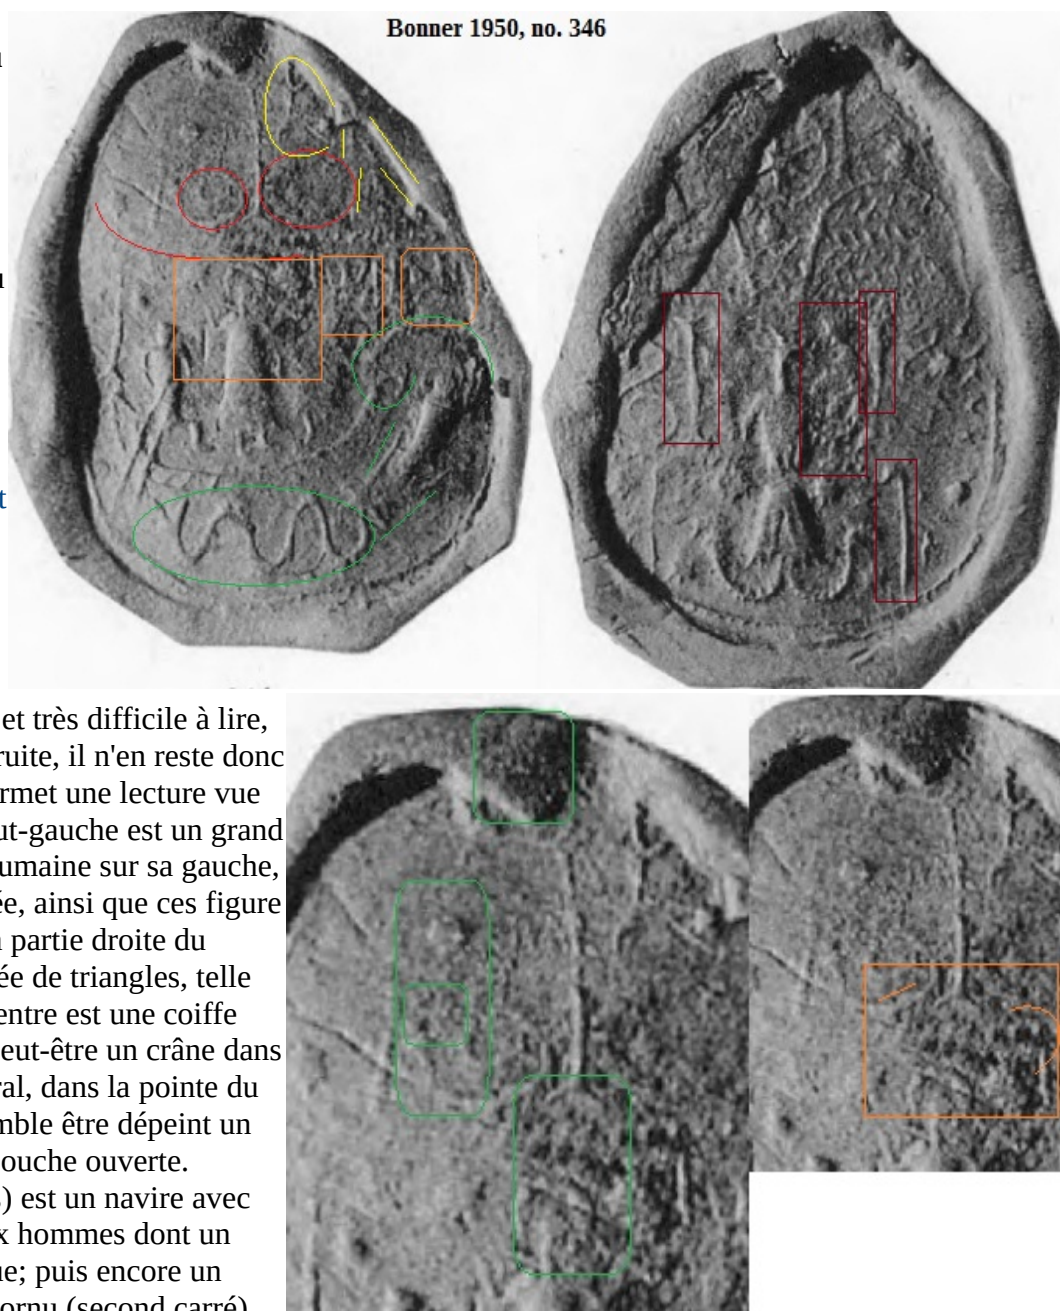 Bonner 1950, no. 346
t
et très difficile à lire,
ruite, il n'en reste donc
ermet une lecture vue
ut-gauche est un grand
umaine sur sa gauche,
ée, ainsi que ces figure
partie droite du
ée de triangles, telle
entre est une coiffe
eut-être un crâne dans
ral, dans la pointe du
mble être dépeint un
ouche ouverte.
) est un navire avec
x hommes dont un
ue; puis encore un
ornu (second carré)